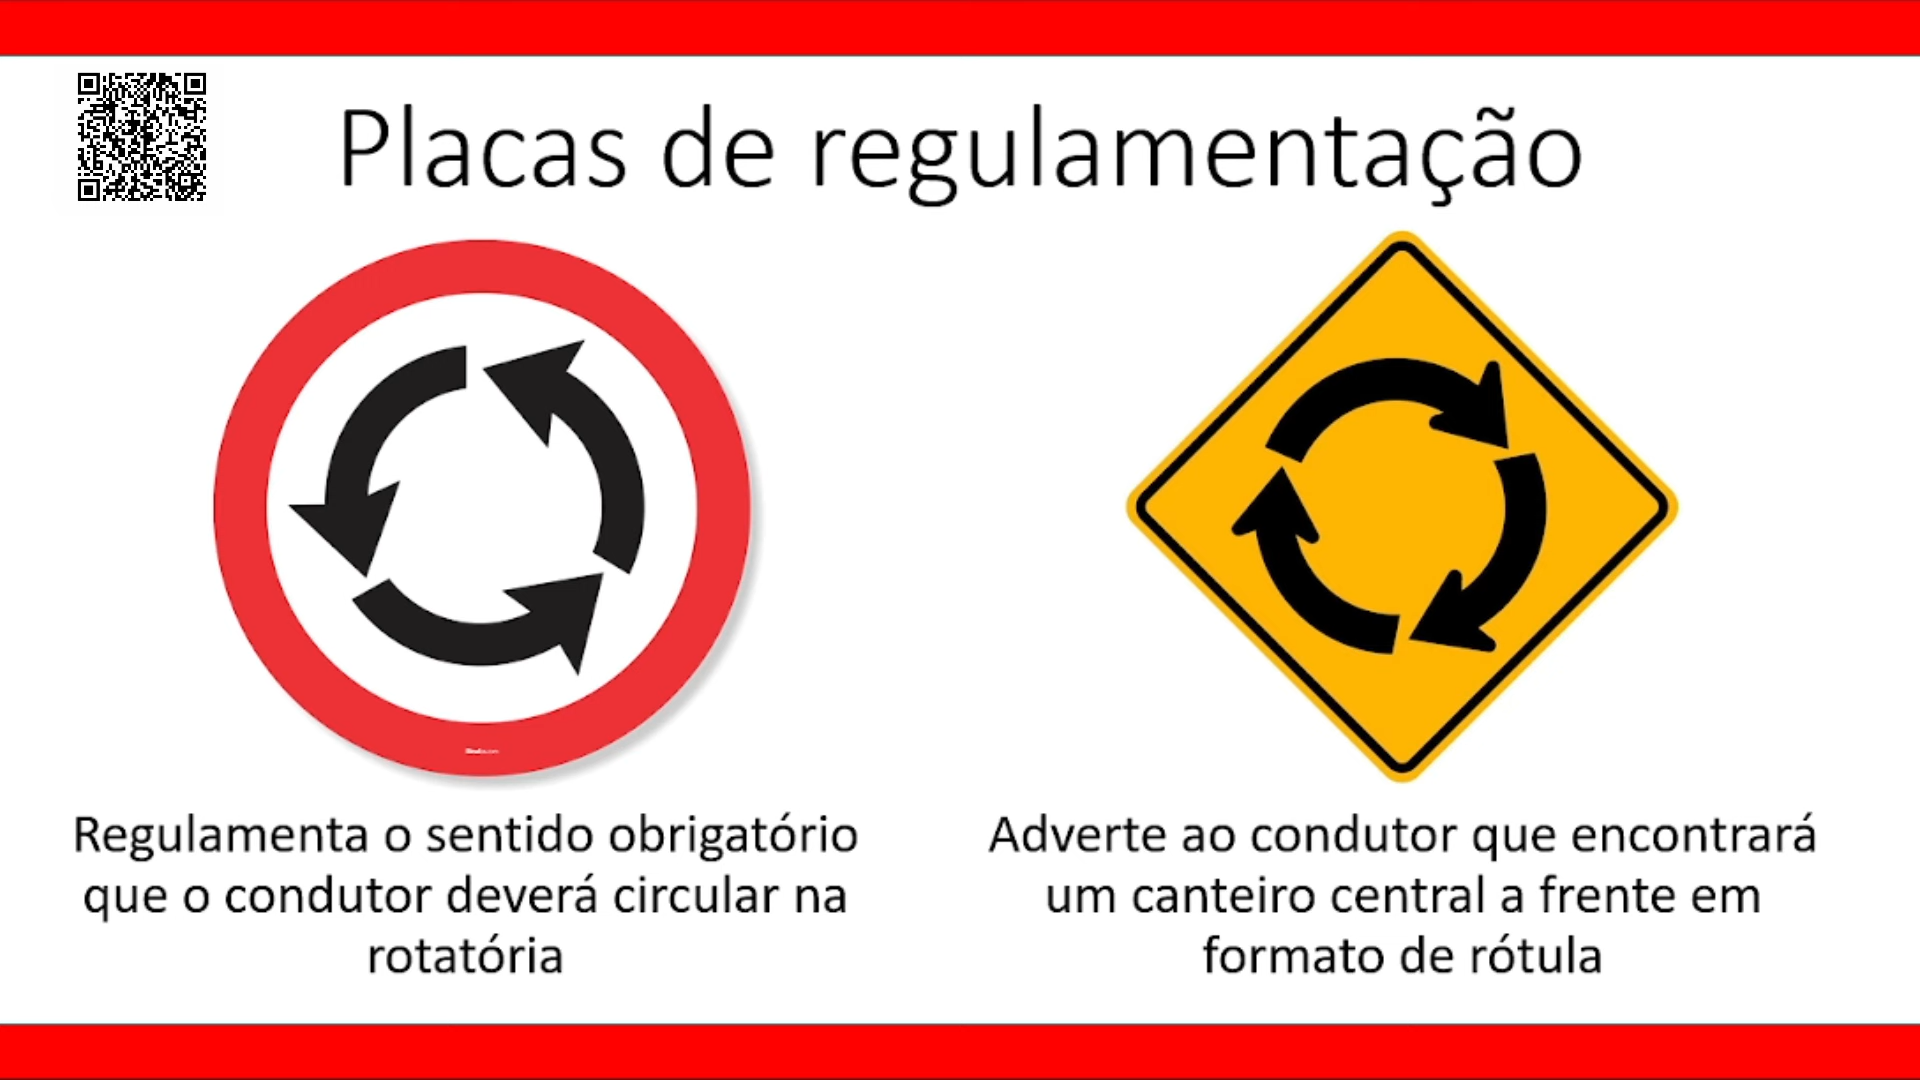 Placas de regulamentação
Regulamenta o sentido obrigatório
que o condutor deverá circular na
rotatória
Adverte ao condutor que encontrará
um canteiro central a frente em
formato de rótula